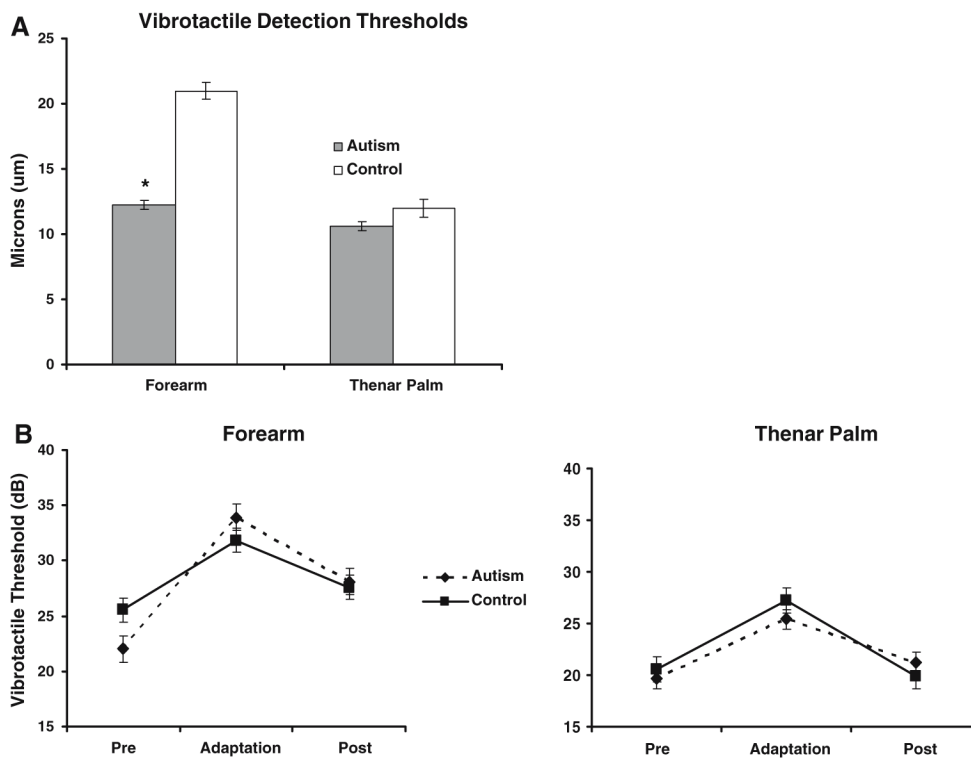 A
Vibrotactile Detection Thresholds
25
20
15
10
5
0
Microns (um)
*
Autism
Control
Forearm
Thenar Palm
B
Forearm
40
35
30
25
20
15
Vibrotactile Threshold (dB)
Pre
Adaptation
Post
Autism
Control
Thenar Palm
40
35
30
25
20
15
Pre
Adaptation
Post